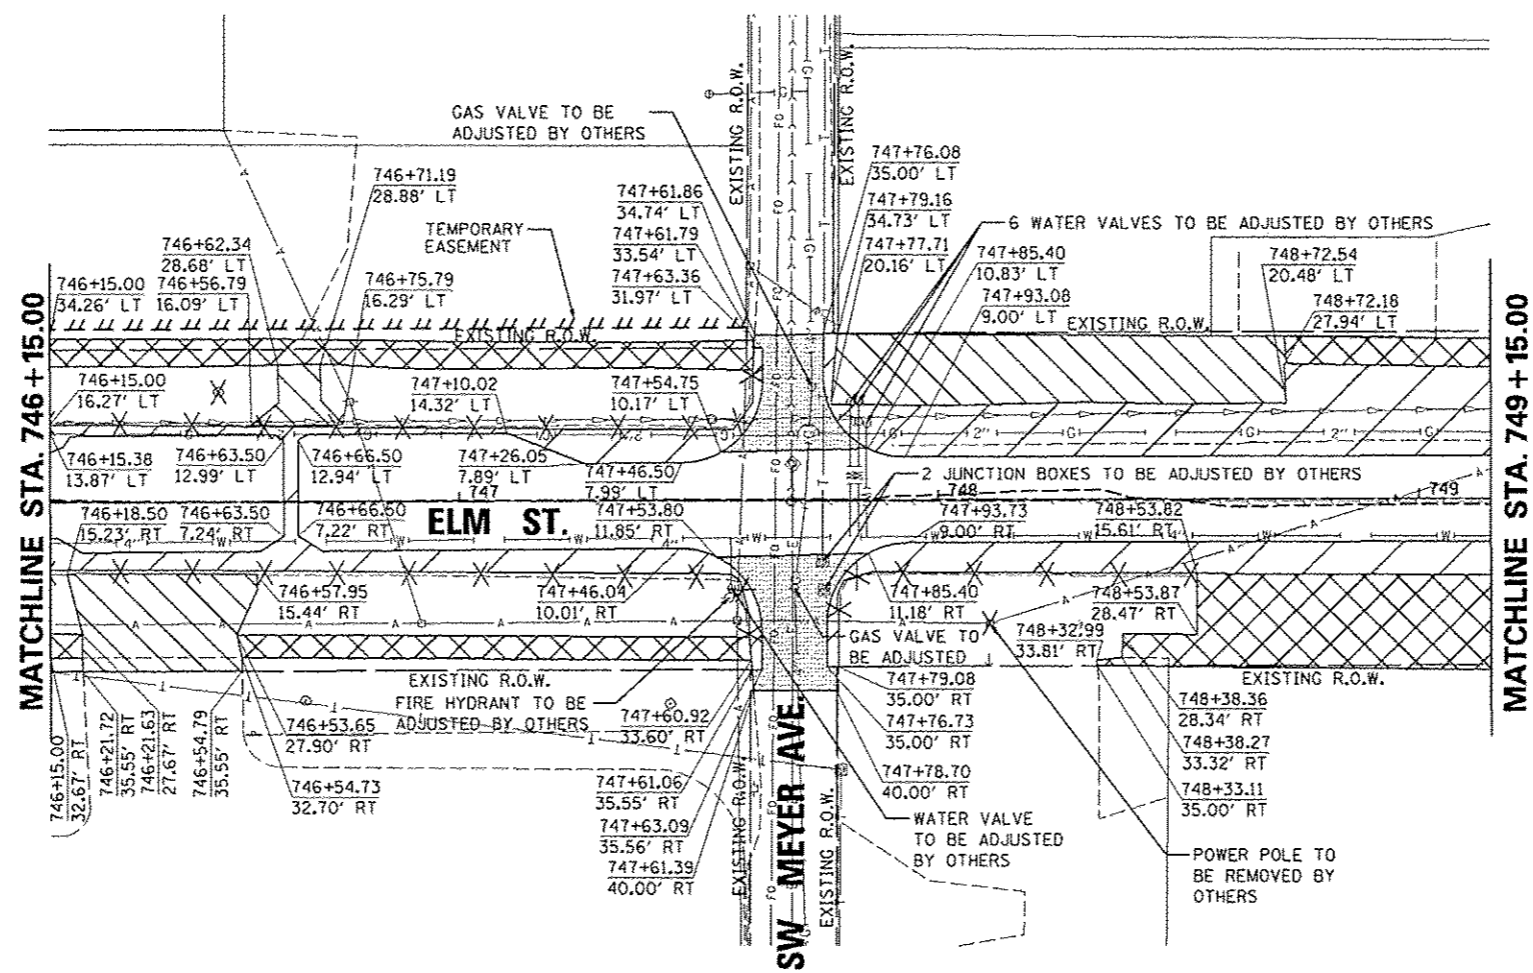 GAS VALVE TO BE
ADJUSTED BY OTHERS
EXISTING R.O.W.
EXISTING R.O.W.
747+76.08
35.00' LT
747+79.16
34.73' LT
747+77.71
20.16' LT
6 WATER VALVES TO BE ADJUSTED BY OTHERS
747+85.40
10.83' LT
747+93.08
9.00' LT
748+72.54
20.48' LT
748+72.18
27.94' LT
EXISTING R.O.W.
746+71.19
28.88' LT
TEMPORARY
EASEMENT
747+61.86
34.74' LT
747+61.79
33.54' LT
747+63.36
31.97' LT
746+62.34
28.68' LT
746+56.79
16.09' LT
746+15.00
34.26' LT
746+75.79
16.29' LT
EXISTING R.O.W.
MATCHLINE STA. 746+15.00
MATCHLINE STA. 749+15.00
746+15.00
16.27' LT
747+10.02
14.32' LT
747+54.75
10.17' LT
746+15.38
13.87' LT
746+63.50
12.99' LT
746+66.50
12.94' LT
747+26.05
7.89' LT
747+46.50
7.99' LT
2 JUNCTION BOXES TO BE ADJUSTED BY OTHERS
747
748
749
746+18.50
15.23' RT
746+63.50
7.24' RT
746+66.50
7.22' RT
ELM ST.
747+53.80
11.85' RT
747+93.73
9.00' RT
748+53.82
15.61' RT
746+57.95
15.44' RT
747+46.04
10.01' RT
747+85.40
11.18' RT
748+53.87
28.47' RT
748+32.99
33.81' RT
GAS VALVE TO
BE ADJUSTED
EXISTING R.O.W.
EXISTING R.O.W.
FIRE HYDRANT TO BE
ADJUSTED BY OTHERS
747+60.92
33.60' RT
747+79.08
35.00' RT
747+76.73
35.00' RT
747+78.70
40.00' RT
748+38.36
28.34' RT
748+38.27
33.32' RT
748+33.11
35.00' RT
746+15.00
32.67' RT
746+21.72
35.55' RT
746+21.63
27.67' RT
746+54.79
35.55' RT
746+53.65
27.90' RT
746+54.73
32.70' RT
747+61.06
35.55' RT
747+63.09
35.56' RT
747+61.39
40.00' RT
EXISTING R.O.W.
SW MEYER AVE.
EXISTING R.O.W.
WATER VALVE
TO BE ADJUSTED
BY OTHERS
POWER POLE TO
BE REMOVED BY
OTHERS